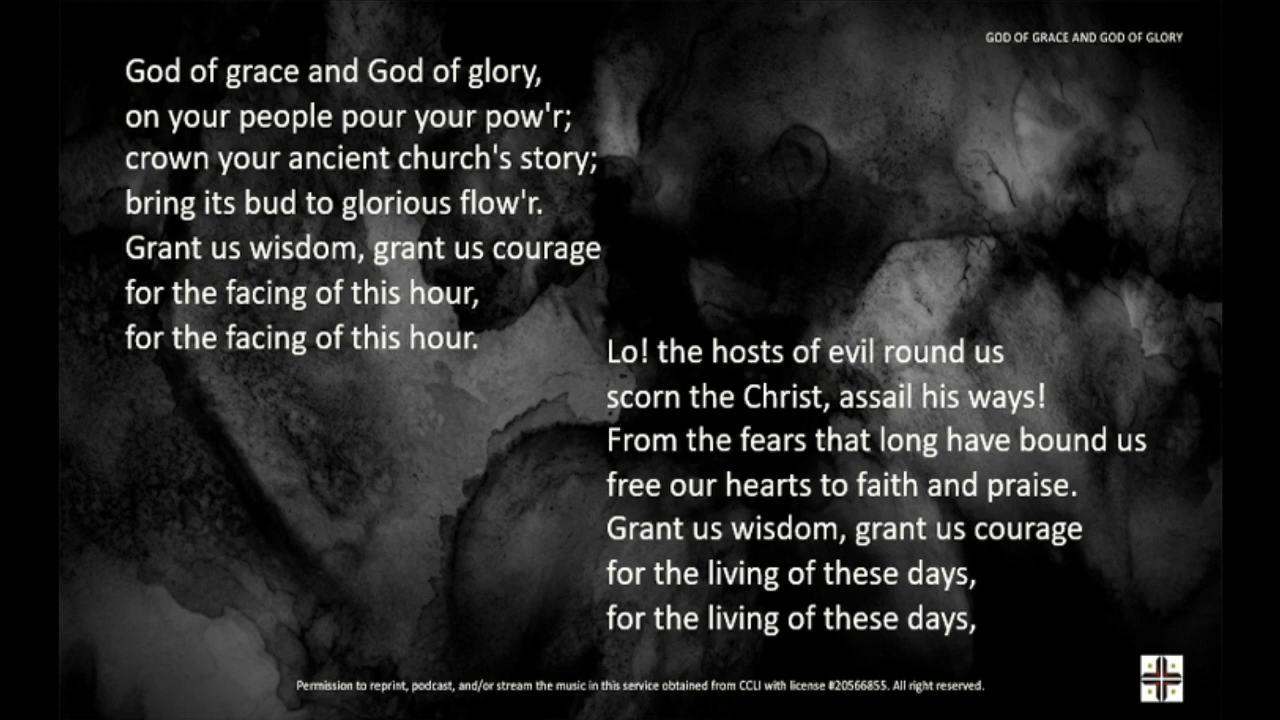 GOD OF GRACE AND GOD OF GLORY
God of grace and God of glory,
on your people pour your pow'r;
crown your ancient church's story;
bring its bud to glorious flow'r.
Grant us wisdom, grant us courage
for the facing of this hour,
for the facing of this hour.
Lo! the hosts of evil round us
scorn the Christ, assail his ways!
From the fears that long have bound us
free our hearts to faith and praise.
Grant us wisdom, grant us courage
for the living of these days,
for the living of these days,
Permission to reprint, podcast, and/or stream the music in this service obtained from CCLI with license #20566855. All right reserved.